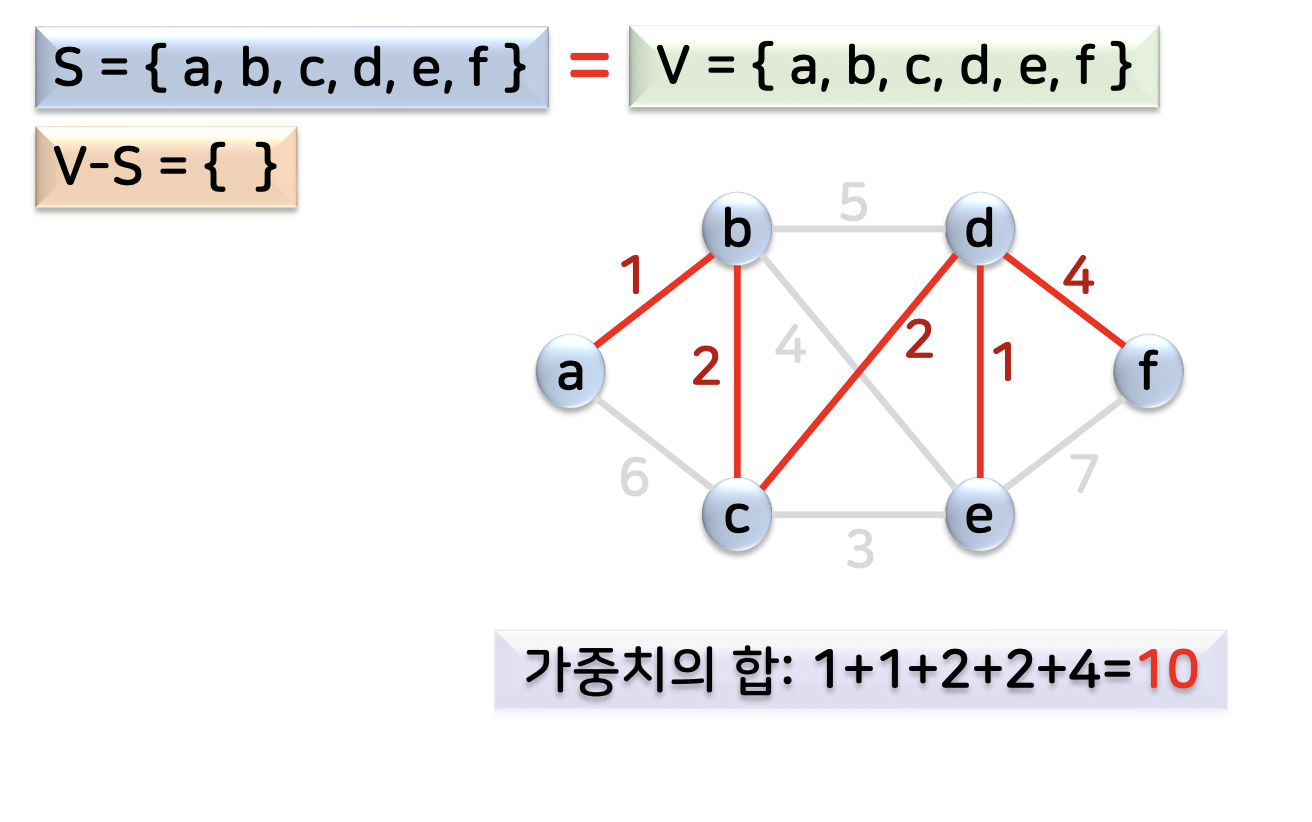 S = { a, b, c, d, e, f } = V = { a, b, c, d, e, f }
V-S = { }
5
b d
1 4
4 2
2 1
a f
6 7
c e
3
가중치의 합: 1+1+2+2+4=10